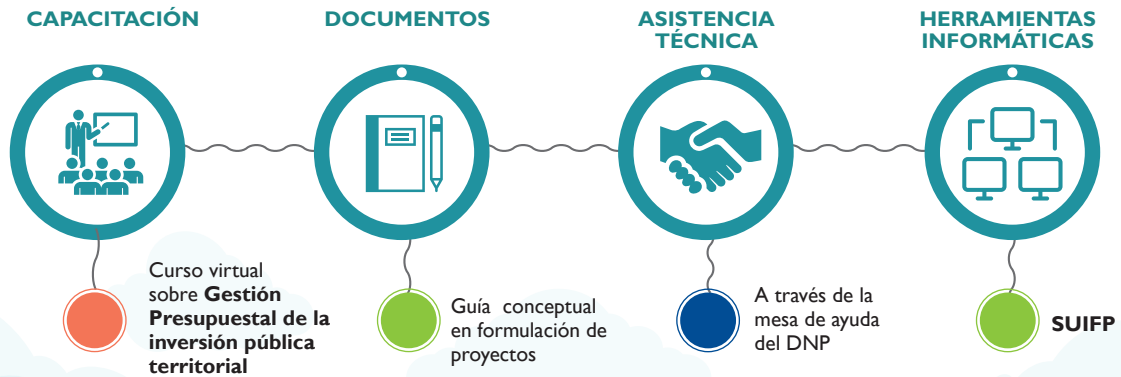 CAPACITACIÓN
DOCUMENTOS
ASISTENCIA
TÉCNICA
HERRAMIENTAS
INFORMÁTICAS
Curso virtual
sobre Gestión
Presupuestal de la
inversión pública
territorial
Guía conceptual
en formulación de
proyectos
A través de la
mesa de ayuda
del DNP
SUIFP